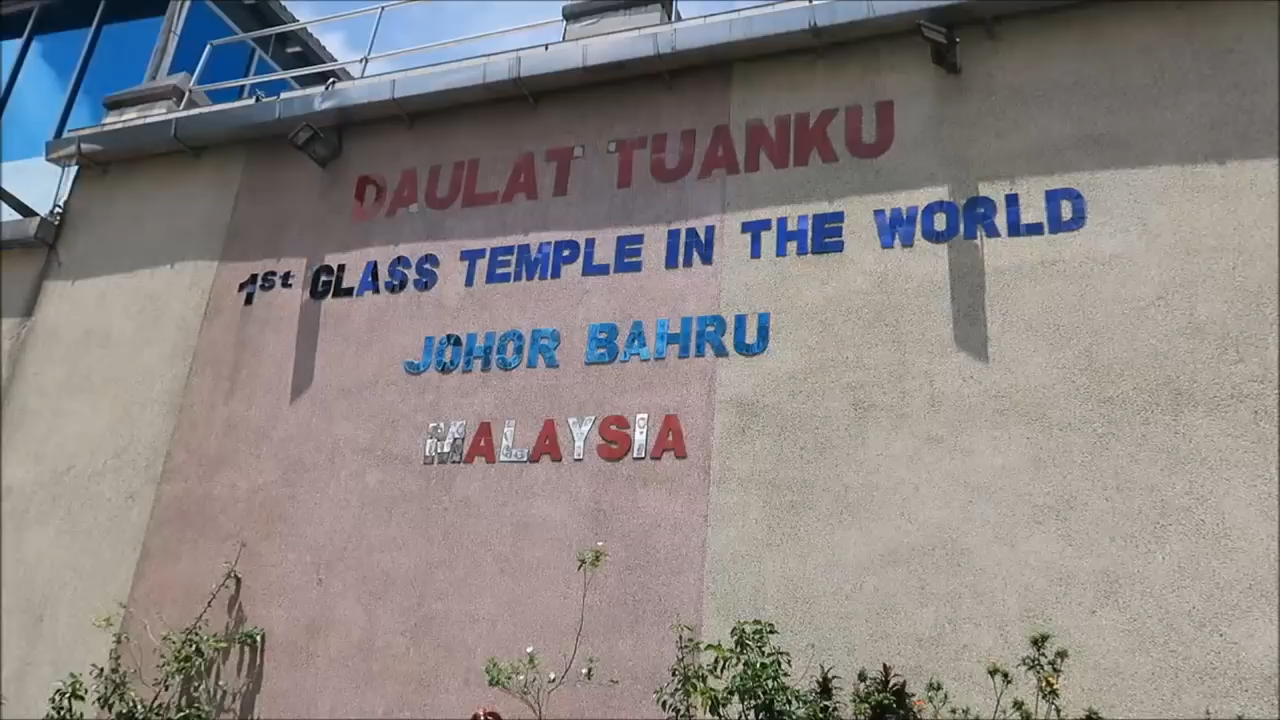 DAULAT TUANKU
1st GLASS TEMPLE IN THE WORLD
JOHOR BAHRU
MALAYSIA